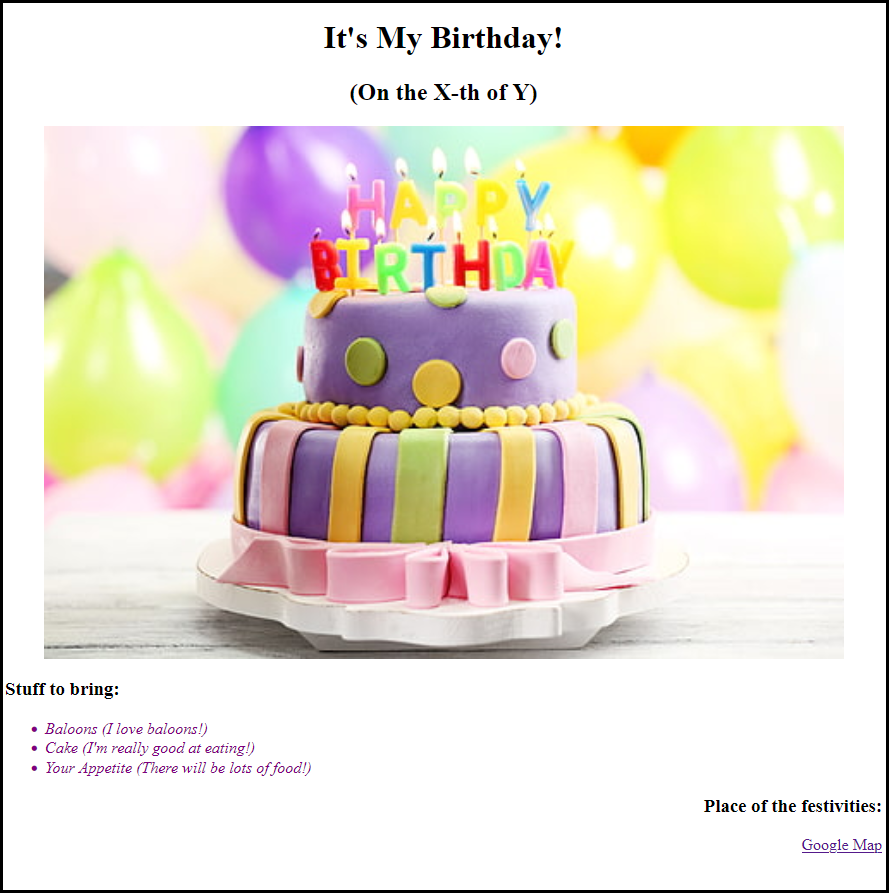 It's My Birthday!
(On the X-th of Y)
HAPPY
BIRTHDAY
Stuff to bring:
Baloons (I love baloons!)
Cake (I'm really good at eating!)
Your Appetite (There will be lots of food!)
Place of the festivities:
Google Map